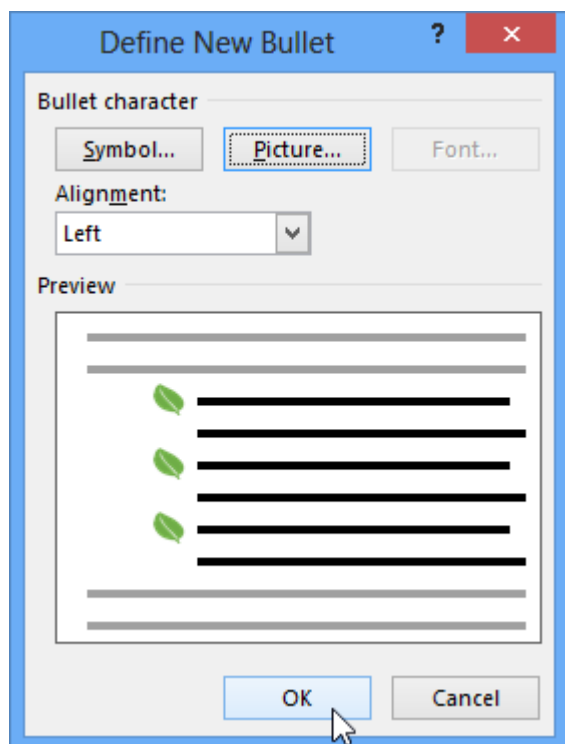 Define New Bullet ?
Bullet character
Symbol... Picture... Font...
Alignment:
Left
Preview
OK Cancel